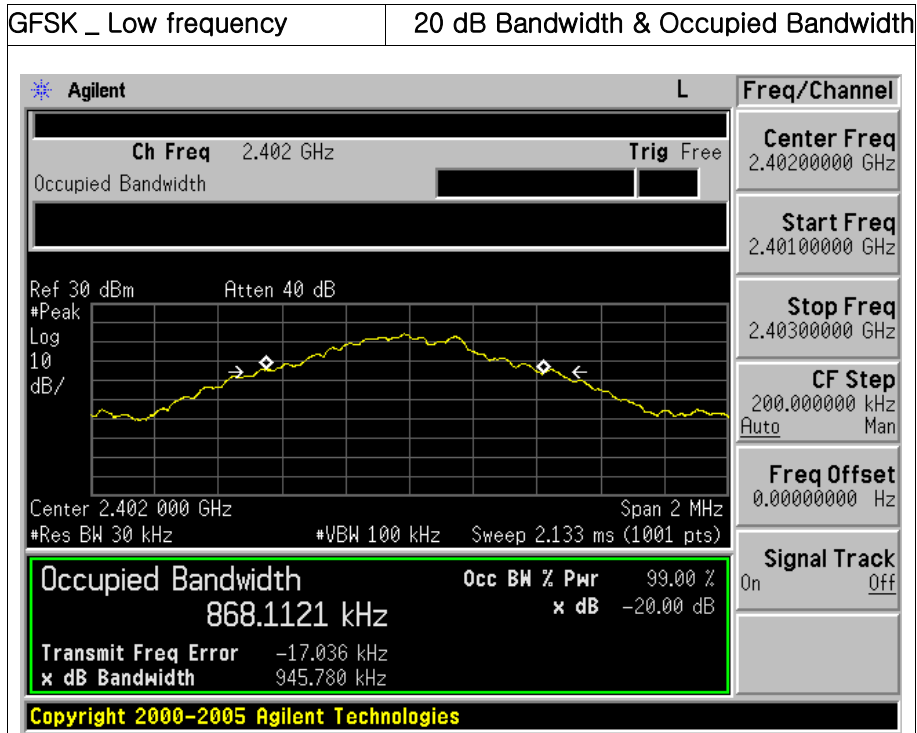 GFSK _ Low frequency
20 dB Bandwidth & Occupied Bandwidth
Agilent
L
Freq/Channel
Ch Freq 2.402 GHz
Trig Free
Occupied Bandwidth
Center Freq
2.40200000 GHz
Start Freq
2.40100000 GHz
Stop Freq
2.40300000 GHz
CF Step
200.000000 kHz
Auto Man
Freq Offset
0.00000000 Hz
Signal Track
On Off
Ref 30 dBm Atten 40 dB
#Peak
Log
10
dB/
Center 2.402 000 GHz Span 2 MHz
#Res BW 30 kHz #VBW 100 kHz Sweep 2.133 ms (1001 pts)
Occupied Bandwidth
868.1121 kHz
Occ BW % Pwr 99.00 %
x dB -20.00 dB
Transmit Freq Error -17.036 kHz
x dB Bandwidth 945.780 kHz
Copyright 2000-2005 Agilent Technologies